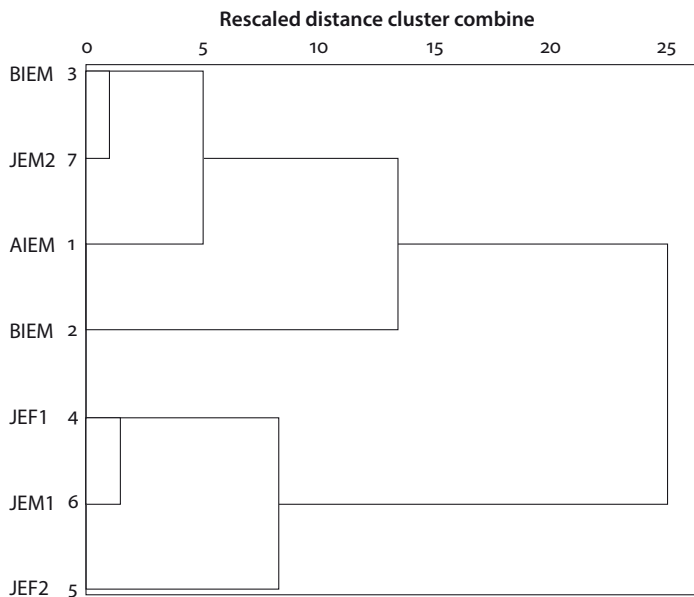 Rescaled distance cluster combine
0 5 10 15 20 25
BIEM 3
JEM2 7
AIEM 1
BIEM 2
JEF1 4
JEM1 6
JEF2 5